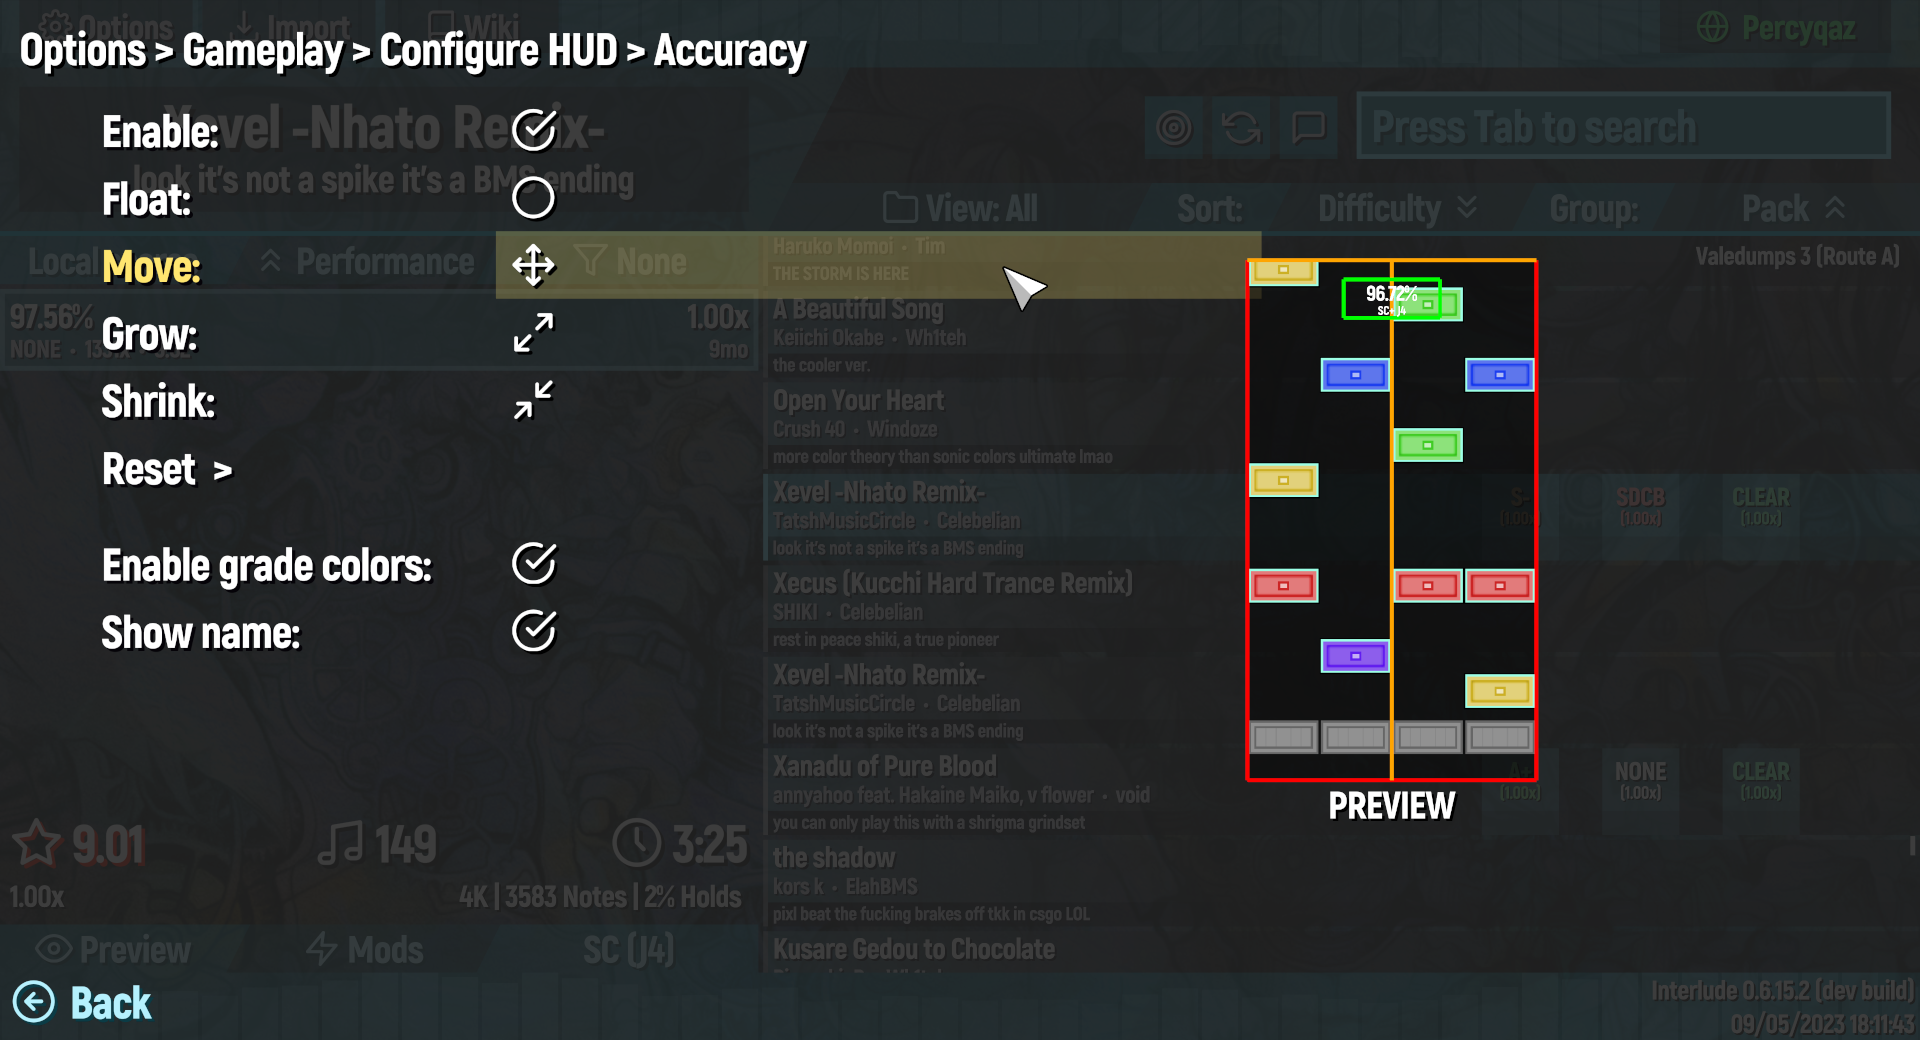 Options Import Wiki Percyqaz
Options > Gameplay > Configure HUD > Accuracy
Xevel -Nhato Remix-
look it's not a spike it's a BMS ending
Press Tab to search
Enable:
Float:
Move:
Grow:
Shrink:
Reset >
Enable grade colors:
Show name:
View: All Sort: Difficulty Group: Pack
Local Performance None
97.56% 1.00x
NONE 9mo
Valedumps 3 (Route A)
Haruko Momoi • Tim
THE STORM IS HERE
A Beautiful Song
Keiichi Okabe • Wh1teh
the cooler ver.
Open Your Heart
Crush 40 • Windoze
more color theory than sonic colors ultimate lmao
Xevel -Nhato Remix-
TatshMusicCircle • Celebelian
look it's not a spike it's a BMS ending
S- SDCB CLEAR
(1.00x) (1.00x) (1.00x)
Xecus (Kucchi Hard Trance Remix)
SHIKI • Celebelian
rest in peace shiki, a true pioneer
Xevel -Nhato Remix-
TatshMusicCircle • Celebelian
look it's not a spike it's a BMS ending
Xanadu of Pure Blood
annyahoo feat. Hakaine Maiko, v flower • void
you can only play this with a shrigma grindset
A+ NONE CLEAR
(1.00x) (1.00x) (1.00x)
the shadow
kors k • ElahBMS
pixl beat the fucking brakes off tkk in csgo LOL
Kusare Gedou to Chocolate
96.72%
SC J4
PREVIEW
9.01 149 3:25
1.00x 4K | 3583 Notes | 2% Holds
Preview Mods SC (J4)
Back
Interlude 0.6.15.2 (dev build)
09/05/2023 18:11:43